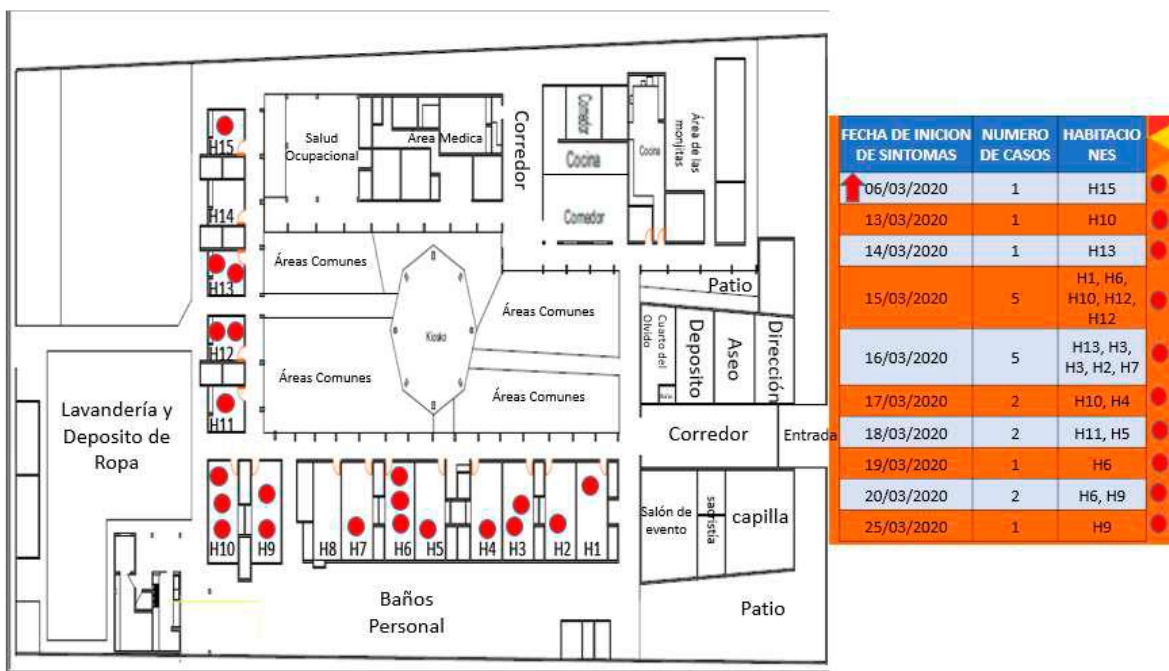 H15
H14
H13
H12
H11
H10
H9
H8
H7
H6
H5
H4
H3
H2
H1
Salud
Ocupacional
Area Medica
Corredor
Comedor
Cocina
Comedor
Cocina
Área de las
monjitas
Áreas Comunes
Áreas Comunes
Kiosko
Áreas Comunes
Áreas Comunes
Patio
Cuarto del
Olvido
Deposito
Aseo
Dirección
Corredor
Entrada
Lavandería y
Deposito de
Ropa
Salón de
evento
sacristía
capilla
Baños
Personal
Patio
FECHA DE INICION
DE SINTOMAS
NUMERO
DE CASOS
HABITACIO
NES
06/03/2020 1 H15
13/03/2020 1 H10
14/03/2020 1 H13
15/03/2020 5 H1, H6,
H10, H12,
H12
16/03/2020 5 H13, H3,
H3, H2, H7
17/03/2020 2 H10, H4
18/03/2020 2 H11, H5
19/03/2020 1 H6
20/03/2020 2 H6, H9
25/03/2020 1 H9